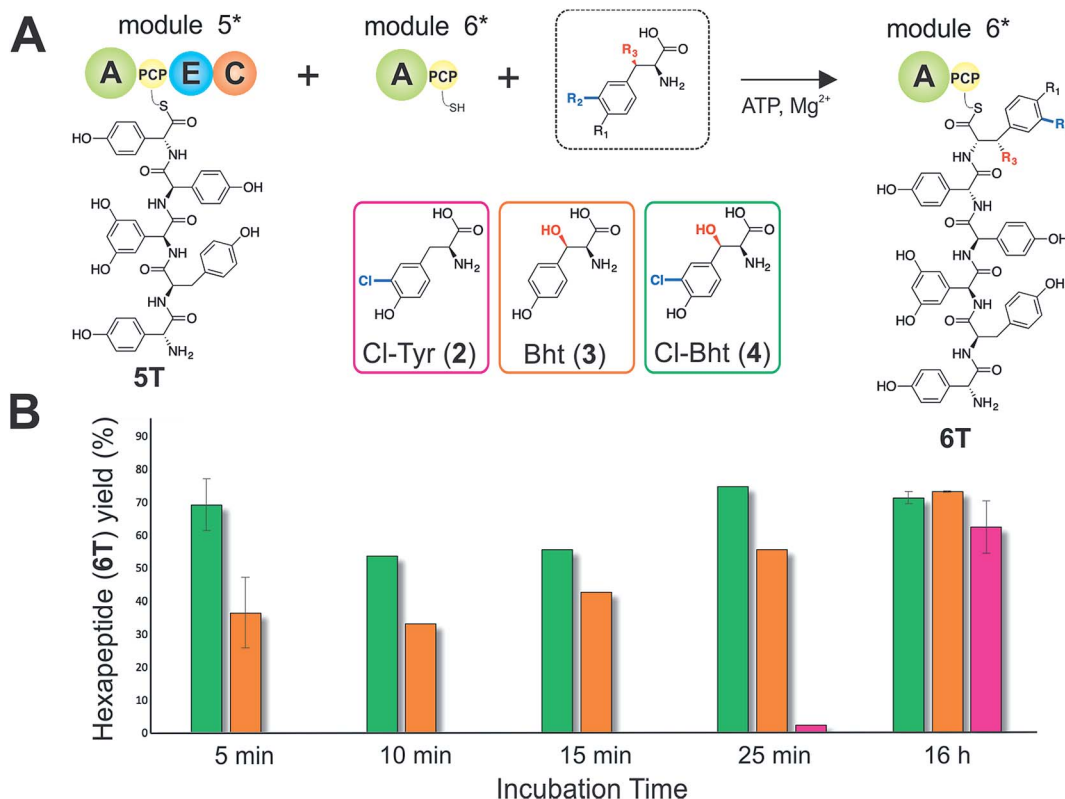 A
module 5*
module 6*
module 6*
A PCP E C
+
A PCP
+
ATP, Mg2+
A PCP
S
SH
R3
HO
O
NH2
R2
R1
S
O
R1
R
R3
HO
O
NH
O
OH
HN
HO
O
OH
NH
HO
O
HN
O
HO
NH2
5T
HO
O
Cl
NH2
HO
Cl-Tyr (2)
HO
HO
O
NH2
HO
Bht (3)
HO
HO
O
Cl
NH2
HO
Cl-Bht (4)
HN
O
HO
NH
O
HN
OH
HO
O
NH
OH
HO
O
HN
O
HO
NH2
6T
B
Hexapeptide (6T) yield (%)
90
80
70
60
50
40
30
20
10
0
5 min
10 min
15 min
25 min
16 h
Incubation Time